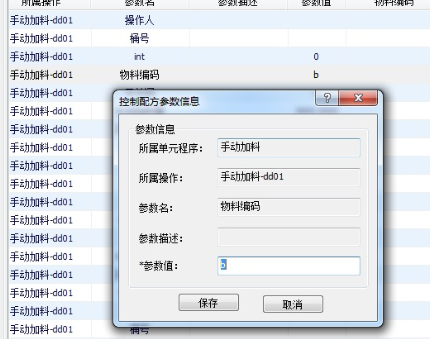 所属操作 参数名 参数描述 参数值 物料编码
手动加料-dd01 操作人
手动加料-dd01 桶号
手动加料-dd01 int 0
手动加料-dd01 物料编码 b
手动加料-dd01
手动加料-dd01
手动加料-dd01
手动加料-dd01
手动加料-dd01
手动加料-dd01
手动加料-dd01
手动加料-dd01
手动加料-dd01
手动加料-dd01
手动加料-dd01
手动加料-dd01
手动加料-dd01
手动加料-dd01 桶号
控制配方参数信息
参数信息
所属单元程序: 手动加料
所属操作: 手动加料-dd01
参数名: 物料编码
参数描述:
*参数值: b
保存 取消